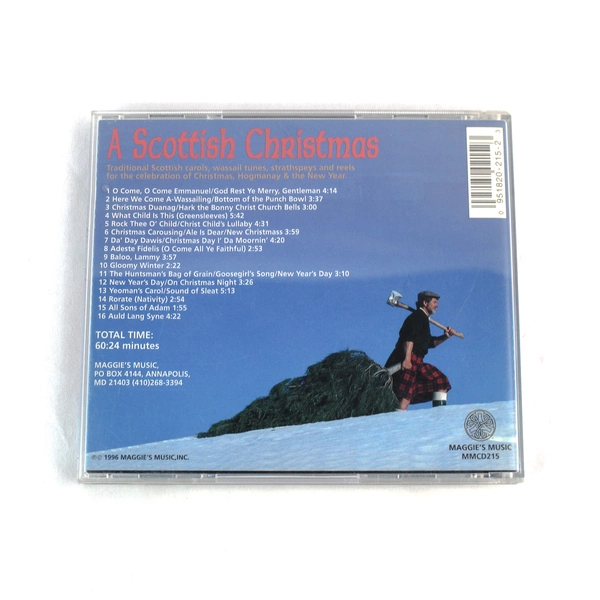 A Scottish Christmas
Traditional Scottish carols, wassail tunes, strathspeys and reels
for the celebration of Christmas, Hogmanay & the New Year.
1 O Come, O Come Emmanuel/God Rest Ye Merry, Gentleman 4:14
2 Here We Come A-Wassailing/Bottom of the Punch Bowl 3:37
3 Christmas Duanag/Hark the Bonny Christ Church Bells 3:00
4 What Child Is This (Greensleeves) 5:42
5 Rock Thee O' Child/Christ Child's Lullaby 4:31
6 Christmas Carousing/Ale is Dear/New Christmass 3:59
7 Da' Day Dawis/Christmas Day I' Da Moornin' 4:20
8 Adeste Fidelis (O Come All Ye Faithful) 2:53
9 Baloo, Lammy 3:57
10 Gloomy Winter 2:22
11 The Huntsman's Bag of Grain/Goosegirl's Song/New Year's Day 3:10
12 New Year's Day/On Christmas Night 3:26
13 Yeoman's Carol/Sound of Sleat 5:13
14 Rorate (Nativity) 2:54
15 All Sons of Adam 1:55
16 Auld Lang Syne 4:22
TOTAL TIME:
60:24 minutes
MAGGIE'S MUSIC,
PO BOX 4144, ANNAPOLIS,
MD 21403 (410)268-3394
℗© 1996 MAGGIE'S MUSIC,INC.
MAGGIE'S MUSIC
MMCD215
0 951820-215-2 3